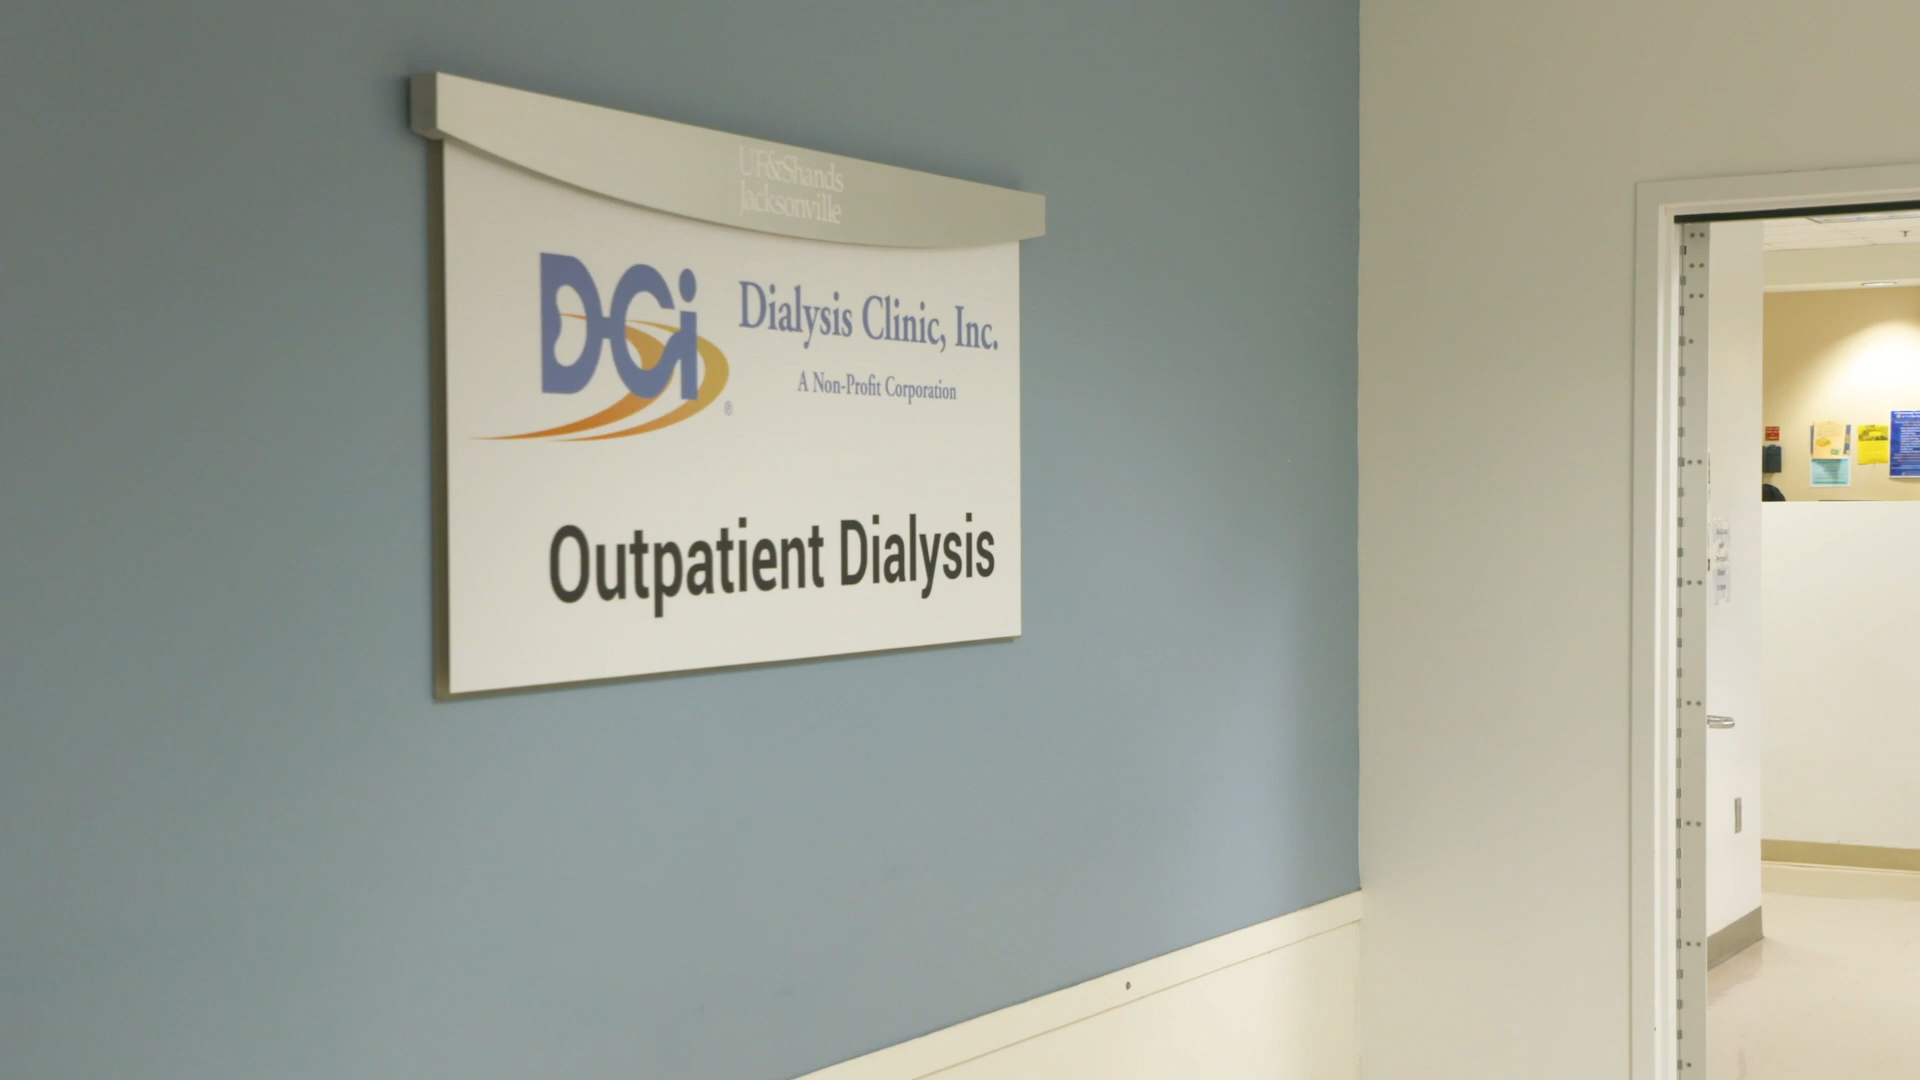 UF&Shands
Jacksonville
DCi
®
Dialysis Clinic, Inc.
A Non-Profit Corporation
Outpatient Dialysis